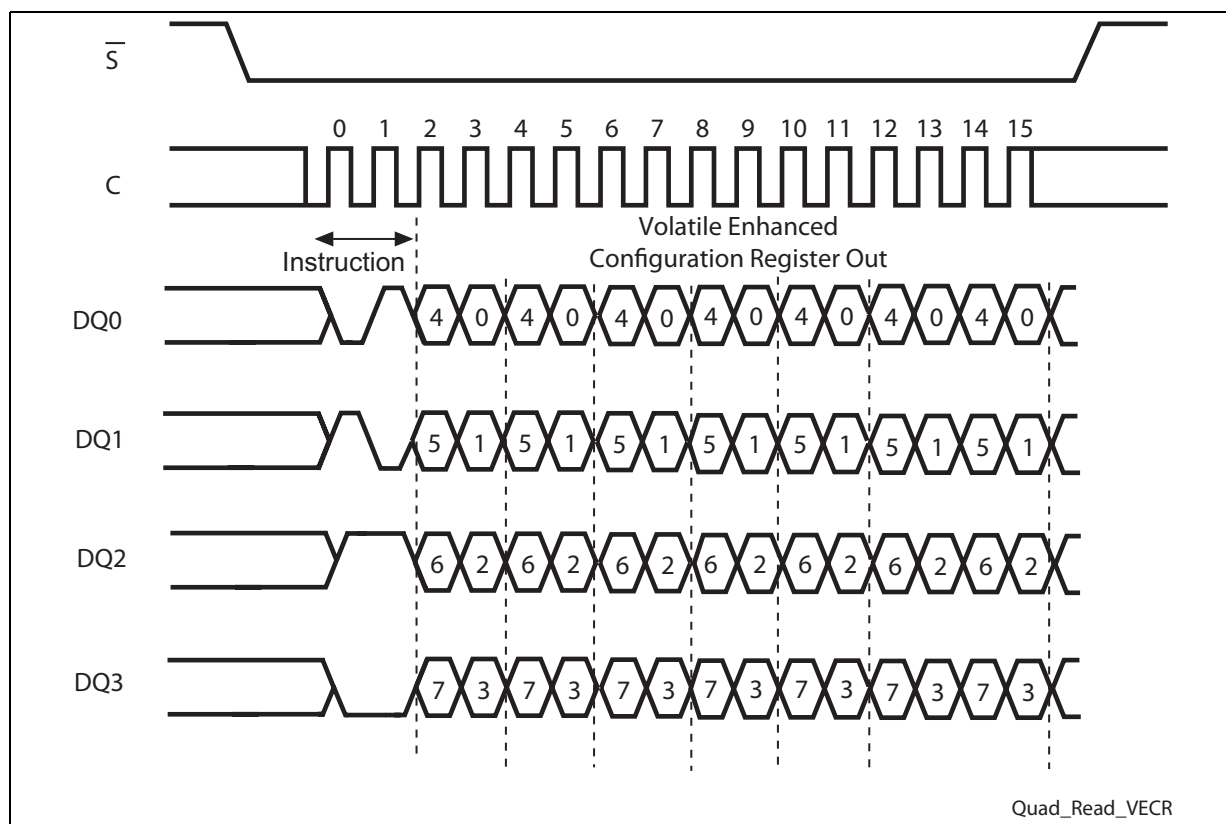 S
0 1 2 3 4 5 6 7 8 9 10 11 12 13 14 15
C
Volatile Enhanced
Instruction Configuration Register Out
DQ0 4 0 4 0 4 0 4 0 4 0 4 0 4 0
DQ1 5 1 5 1 5 1 5 1 5 1 5 1 5 1
DQ2 6 2 6 2 6 2 6 2 6 2 6 2 6 2
DQ3 7 3 7 3 7 3 7 3 7 3 7 3 7 3
Quad_Read_VECR